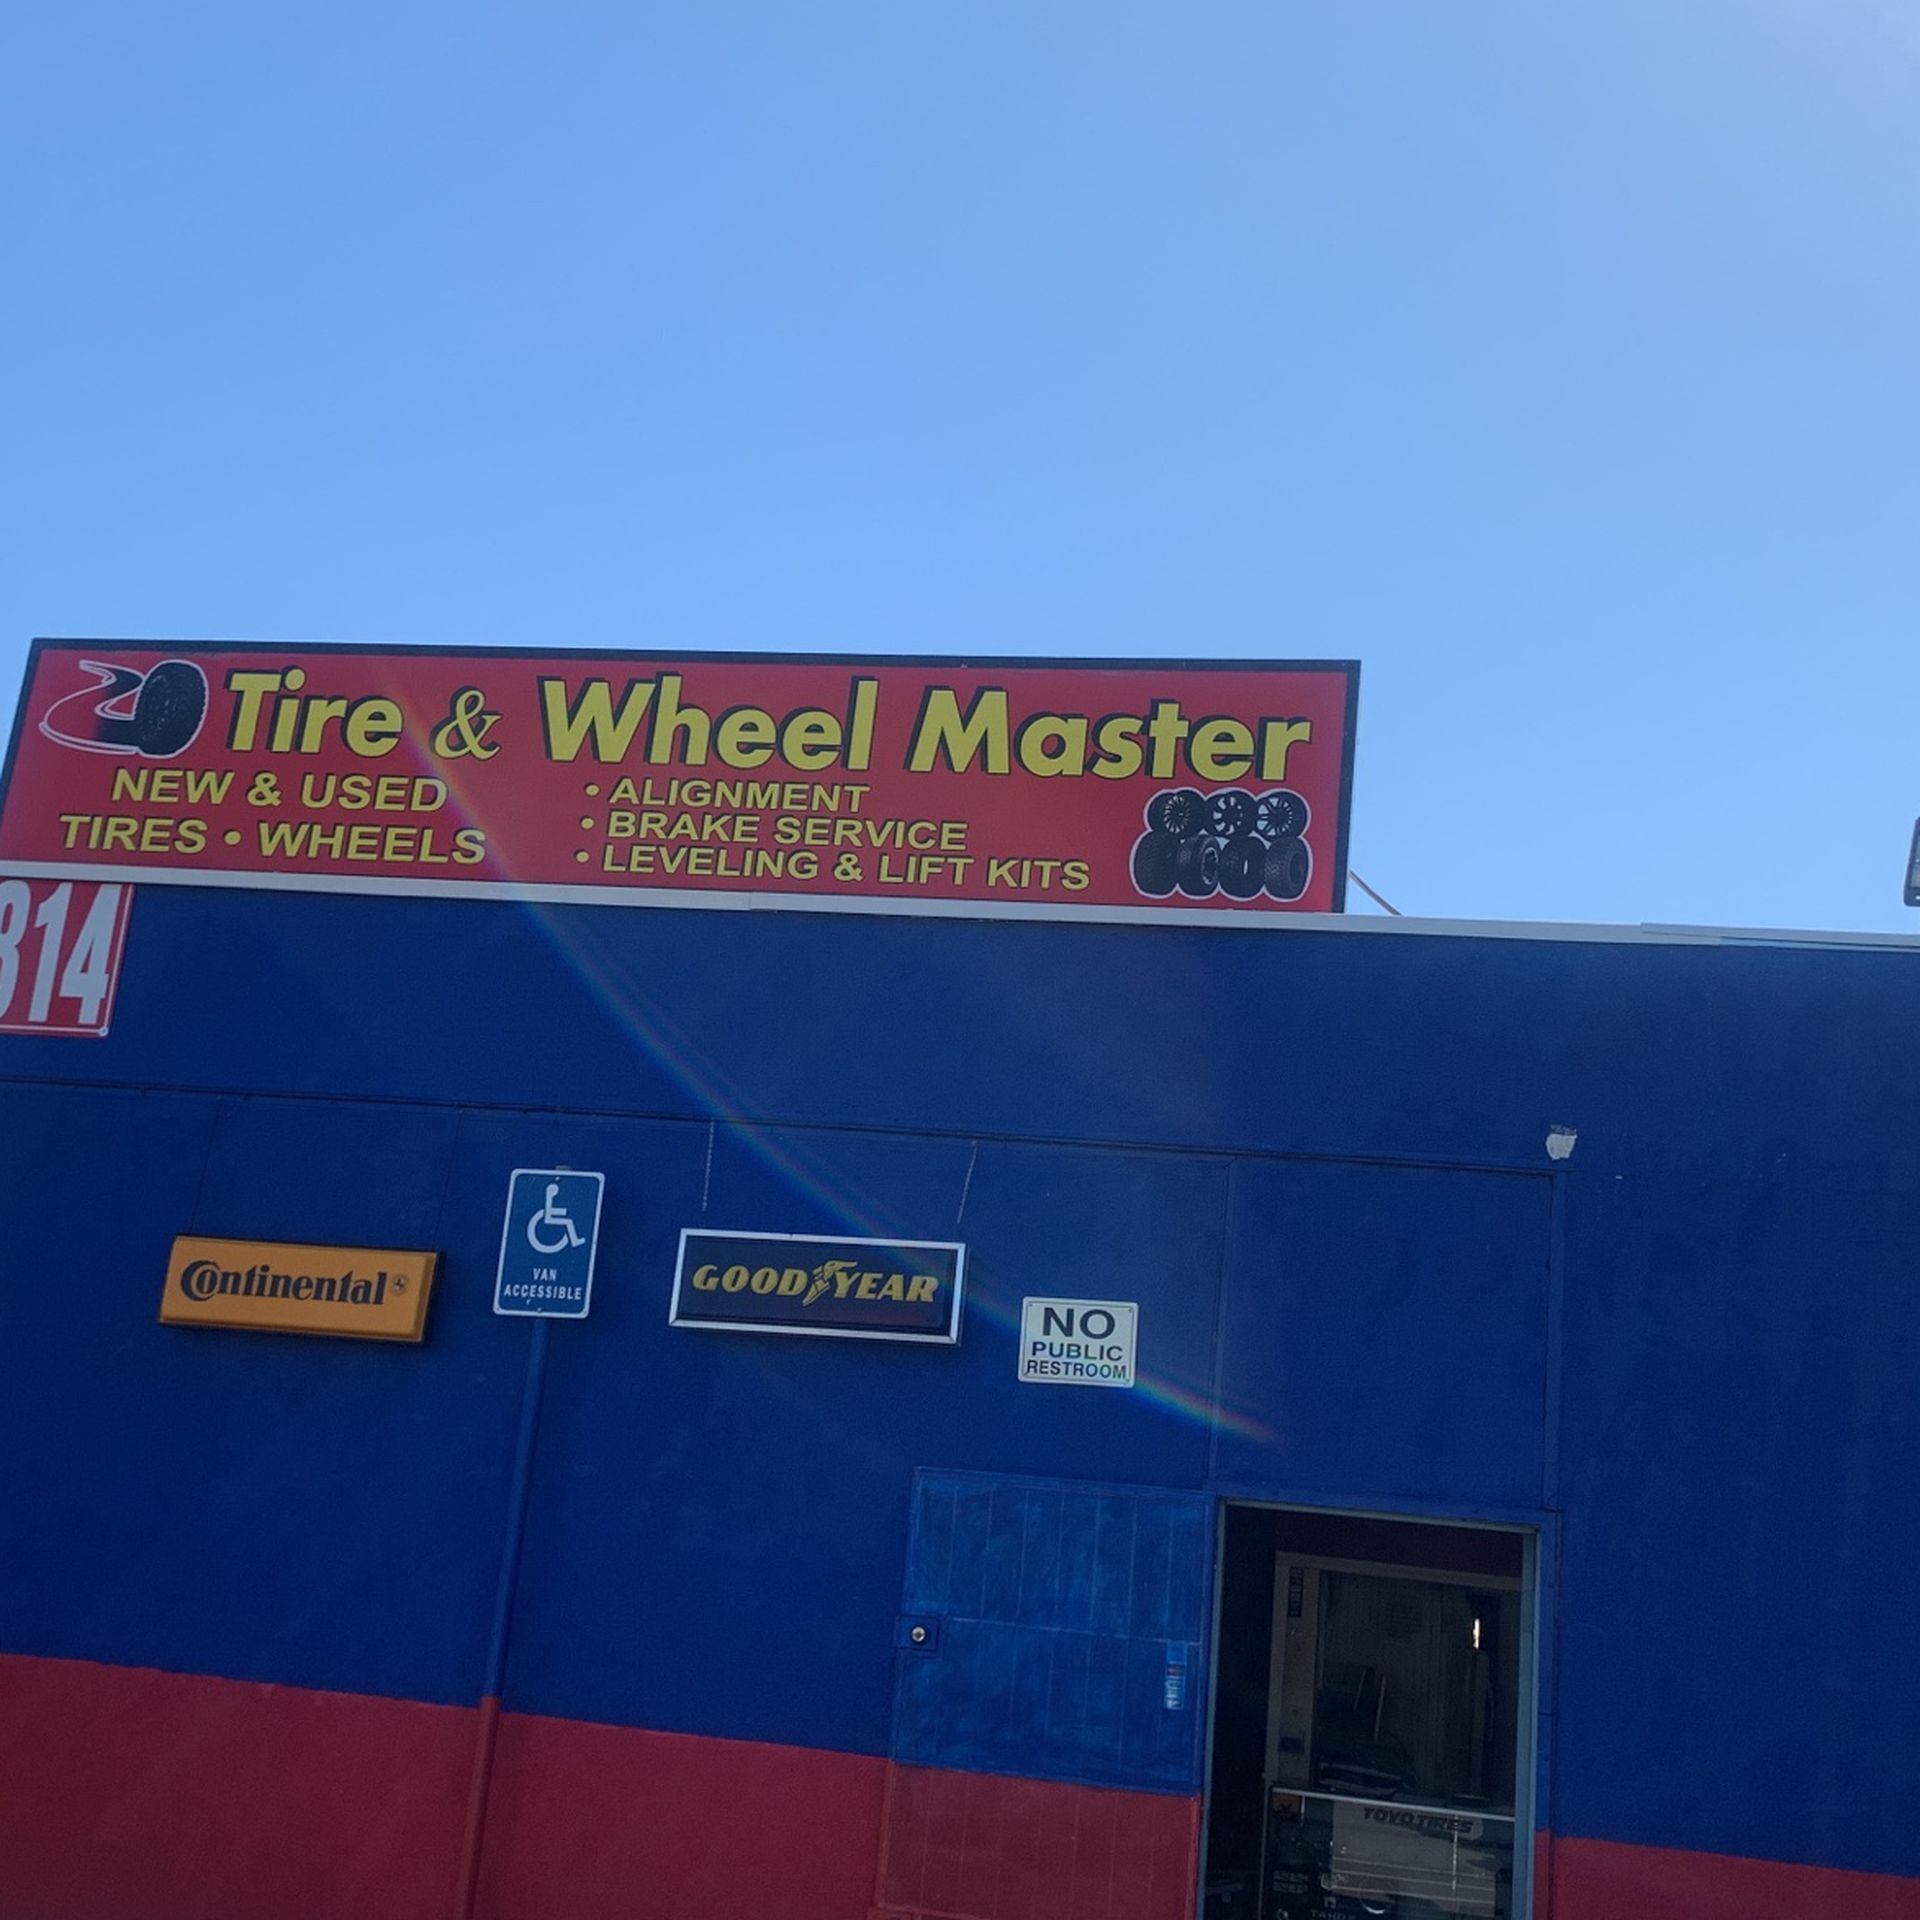 Tire & Wheel Master
NEW & USED
TIRES • WHEELS
• ALIGNMENT
• BRAKE SERVICE
• LEVELING & LIFT KITS
314
Continental
VAN
ACCESSIBLE
GOODYEAR
NO
PUBLIC
RESTROOM
TOYO TIRES